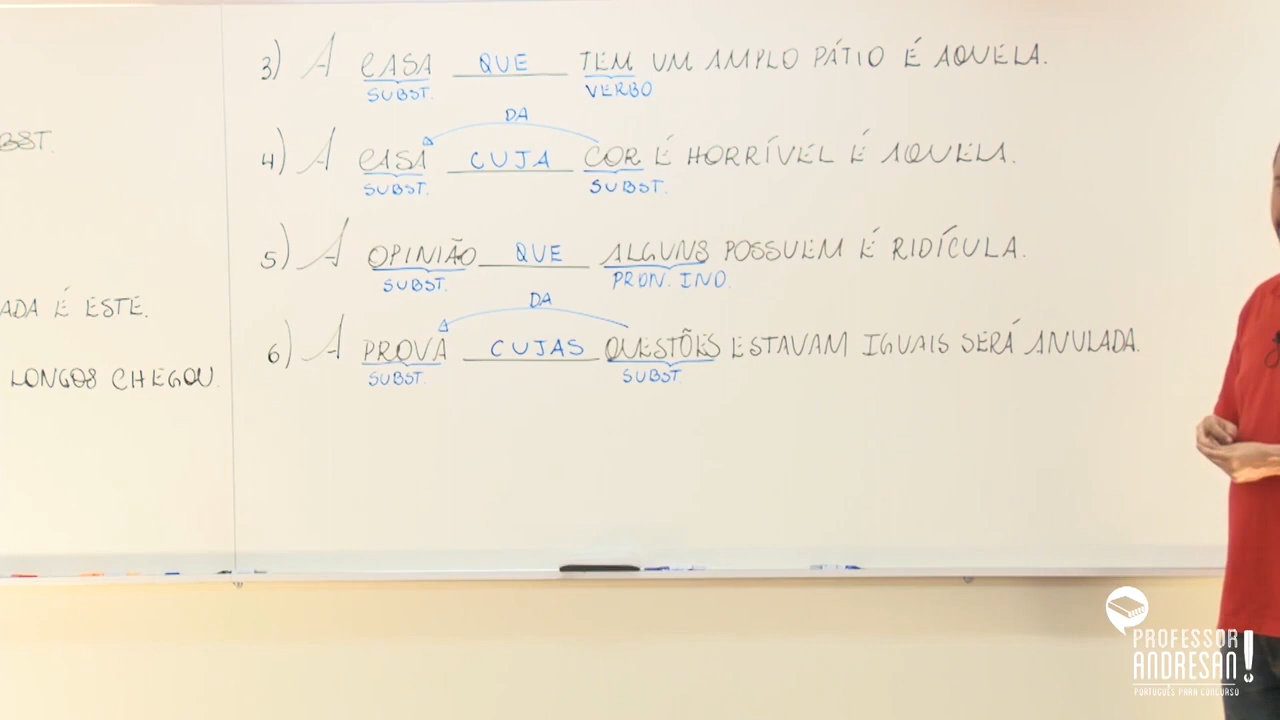 3) A CASA QUE TEM UM AMPLO PÁTIO É AQUELA.
SUBST. VERBO
DA
4) A CASA CUJA COR É HORRÍVEL É AQUELA.
SUBST. SUBST.
5) A OPINIÃO QUE ALGUNS POSSUEM É RIDÍCULA.
SUBST. PRON. IND.
DA
6) A PROVA CUJAS QUESTÕES ESTAVAM IGUAIS SERÁ ANULADA.
SUBST. SUBST.
BST.
ADA É ESTE.
LONGOS CHEGOU.
PROFESSOR
ANDRESAN!
PORTUGUÊS PARA CONCURSO